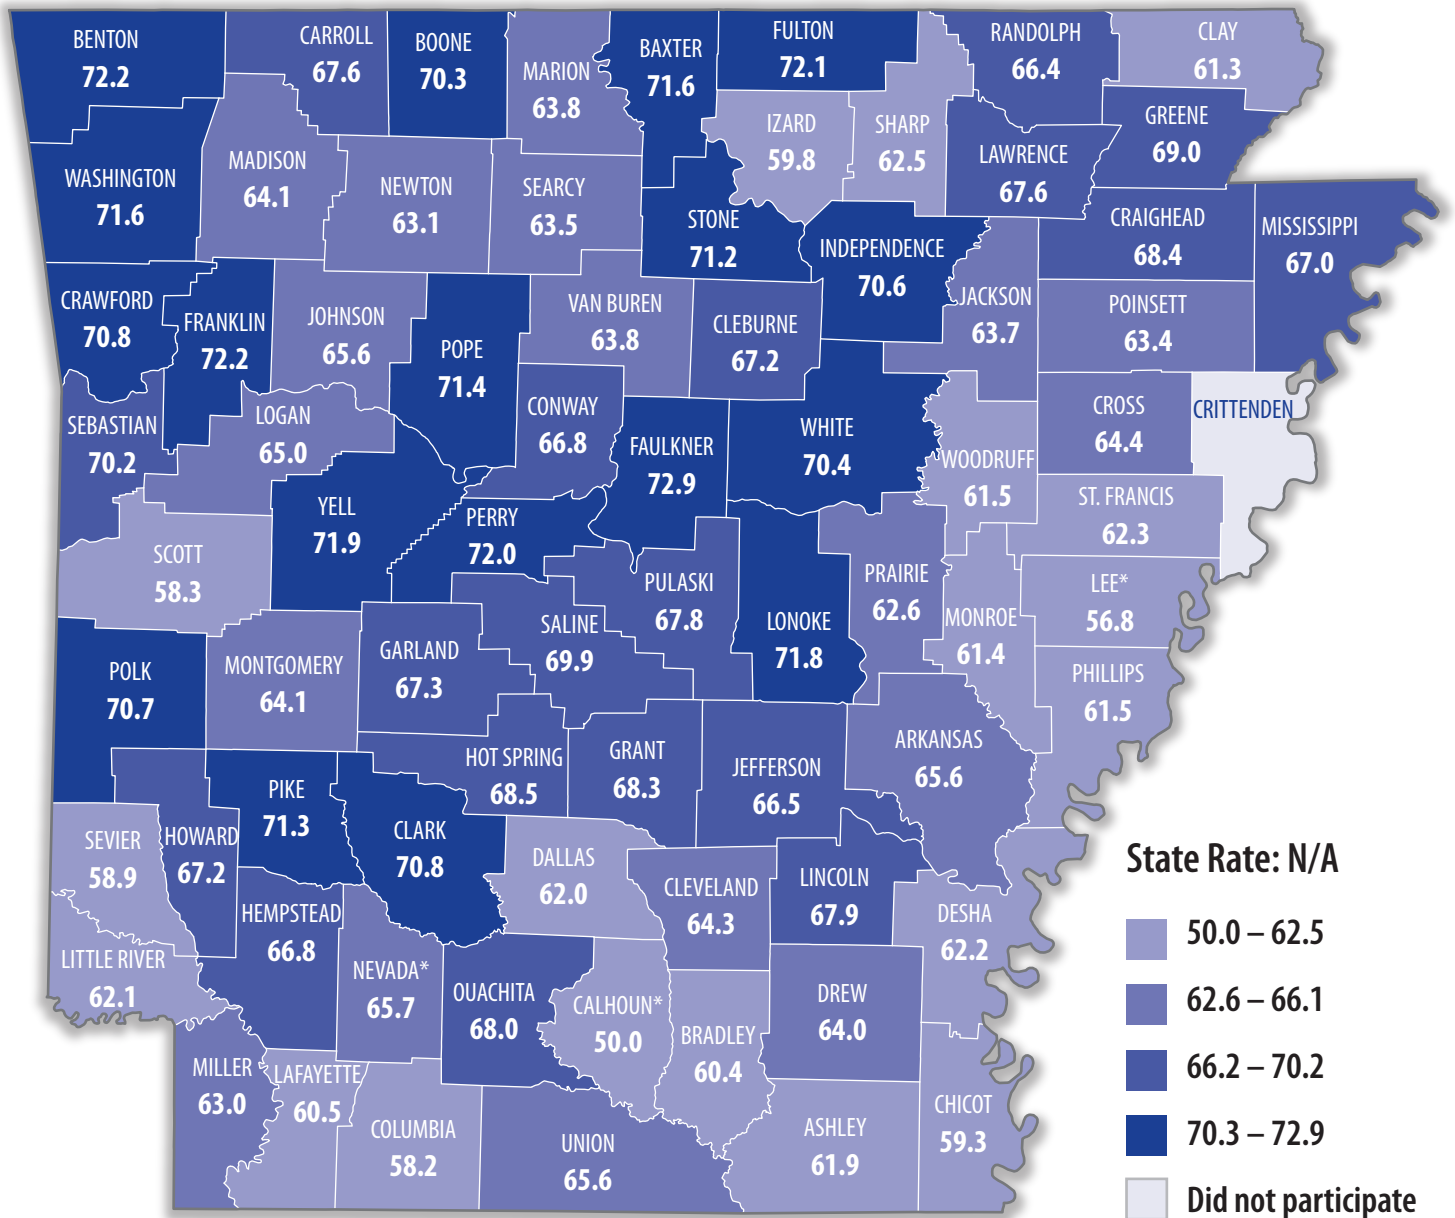 BENTON
72.2
CARROLL
67.6
BOONE
70.3
MARION
63.8
BAXTER
71.6
FULTON
72.1
RANDOLPH
66.4
CLAY
61.3
IZARD
59.8
SHARP
62.5
GREENE
69.0
LAWRENCE
67.6
WASHINGTON
71.6
MADISON
64.1
NEWTON
63.1
SEARCY
63.5
STONE
71.2
INDEPENDENCE
70.6
CRAIGHEAD
68.4
MISSISSIPPI
67.0
CRAWFORD
70.8
FRANKLIN
72.2
JOHNSON
65.6
POPE
71.4
VAN BUREN
63.8
CLEBURNE
67.2
JACKSON
63.7
POINSETT
63.4
SEBASTIAN
70.2
LOGAN
65.0
CONWAY
66.8
FAULKNER
72.9
WHITE
70.4
WOODRUFF
61.5
CROSS
64.4
CRITTENDEN
YELL
71.9
PERRY
72.0
ST. FRANCIS
62.3
SCOTT
58.3
PULASKI
67.8
SALINE
69.9
LONOKE
71.8
PRAIRIE
62.6
MONROE
61.4
LEE*
56.8
POLK
70.7
MONTGOMERY
64.1
GARLAND
67.3
PHILLIPS
61.5
HOT SPRING
68.5
GRANT
68.3
JEFFERSON
66.5
ARKANSAS
65.6
PIKE
71.3
CLARK
70.8
SEVIER
58.9
HOWARD
67.2
DALLAS
62.0
CLEVELAND
64.3
LINCOLN
67.9
DESHA
62.2
HEMPSTEAD
66.8
LITTLE RIVER
62.1
NEVADA*
65.7
OUACHITA
68.0
CALHOUN*
50.0
BRADLEY
60.4
DREW
64.0
MILLER
63.0
LAFAYETTE
60.5
COLUMBIA
58.2
UNION
65.6
ASHLEY
61.9
CHICOT
59.3
State Rate: N/A
50.0 – 62.5
62.6 – 66.1
66.2 – 70.2
70.3 – 72.9
Did not participate